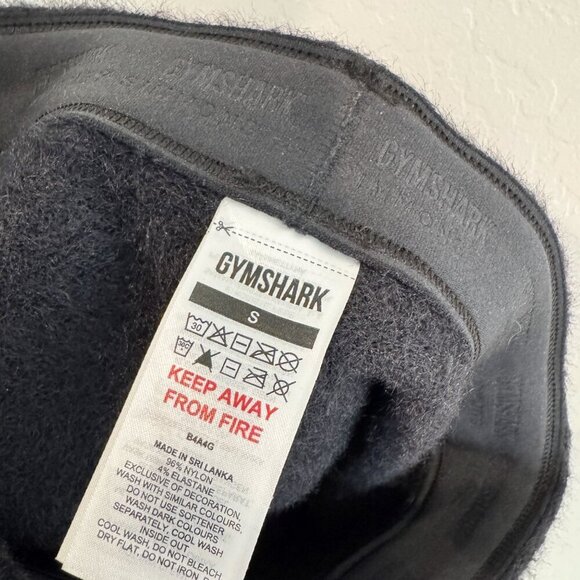 GYMSHARK
GYMSHARK
GYMSHARK
S
30
KEEP AWAY
FROM FIRE
B4A4G
MADE IN SRI LANKA
96% NYLON
4% ELASTANE
EXCLUSIVE OF DECORATION,
WASH WITH SIMILAR COLOURS,
DO NOT USE SOFTENER
WASH DARK COLOURS
SEPARATELY, COOL WASH
INSIDE OUT
COOL WASH, DO NOT BLEACH
DRY FLAT, DO NOT IRON, D